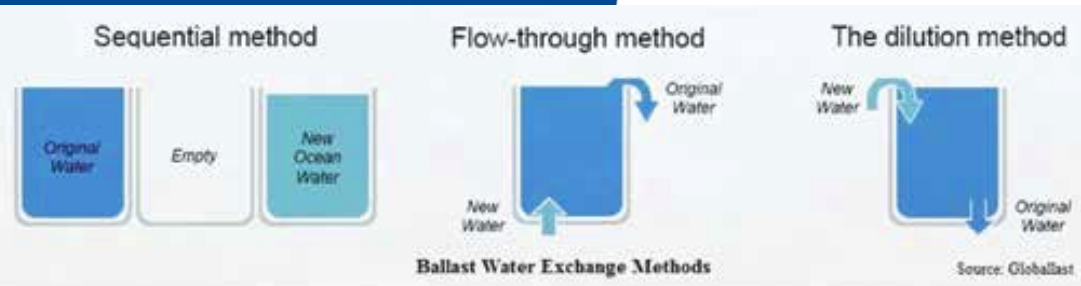 Sequential method
Original
Water
Empty
New
Ocean
Water
Flow-through method
Original
Water
New
Water
The dilution method
New
Water
Original
Water
Ballast Water Exchange Methods
Source: Globallast